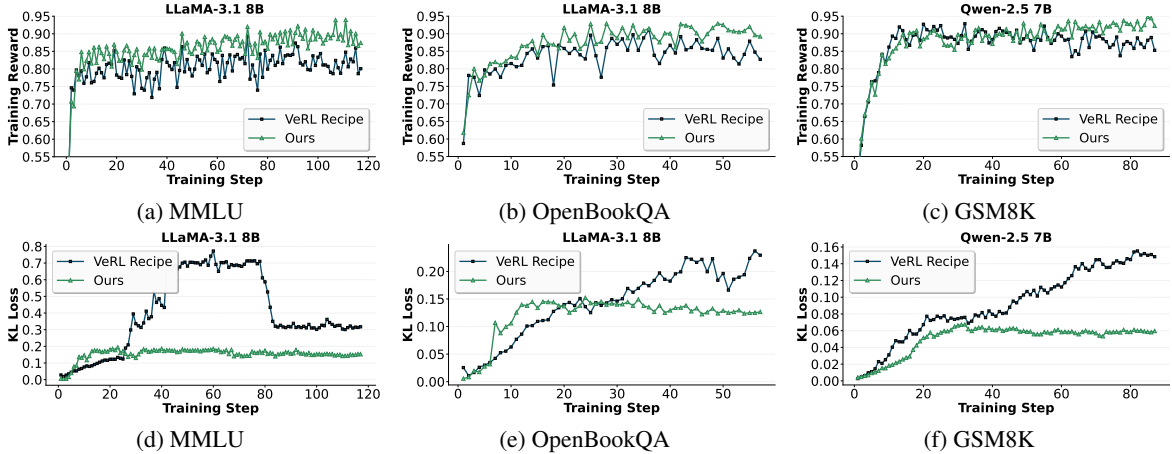 LLaMA-3.1 8B
0.95
0.90
0.85
0.80
0.75
0.70
0.65
0.60
0.55
Training Reward
VeRL Recipe
Ours
0 20 40 60 80 100 120
Training Step
(a) MMLU
LLaMA-3.1 8B
0.95
0.90
0.85
0.80
0.75
0.70
0.65
0.60
0.55
Training Reward
VeRL Recipe
Ours
0 10 20 30 40 50
Training Step
(b) OpenBookQA
Qwen-2.5 7B
0.95
0.90
0.85
0.80
0.75
0.70
0.65
0.60
0.55
Training Reward
VeRL Recipe
Ours
0 20 40 60 80
Training Step
(c) GSM8K
LLaMA-3.1 8B
0.8
0.7
0.6
0.5
0.4
0.3
0.2
0.1
0.0
KL Loss
VeRL Recipe
Ours
0 20 40 60 80 100 120
Training Step
(d) MMLU
LLaMA-3.1 8B
0.20
0.15
0.10
0.05
0.00
KL Loss
VeRL Recipe
Ours
0 10 20 30 40 50
Training Step
(e) OpenBookQA
Qwen-2.5 7B
0.16
0.14
0.12
0.10
0.08
0.06
0.04
0.02
0.00
KL Loss
VeRL Recipe
Ours
0 20 40 60 80
Training Step
(f) GSM8K